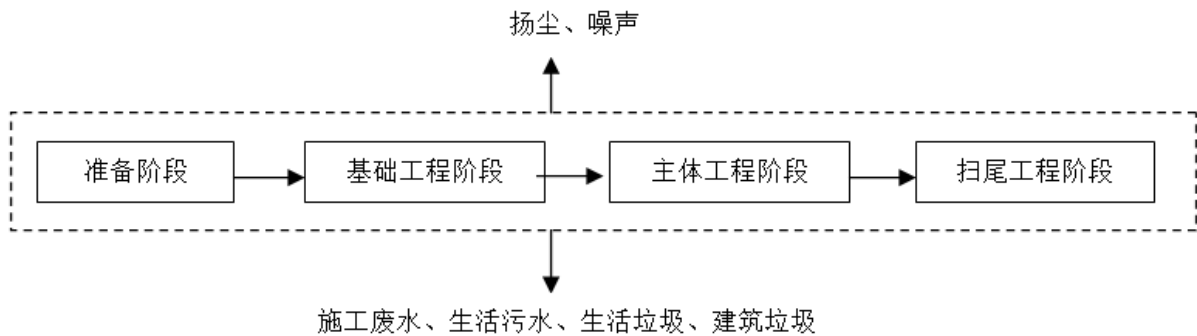 扬尘、噪声
准备阶段
基础工程阶段
主体工程阶段
扫尾工程阶段
施工废水、生活污水、生活垃圾、建筑垃圾